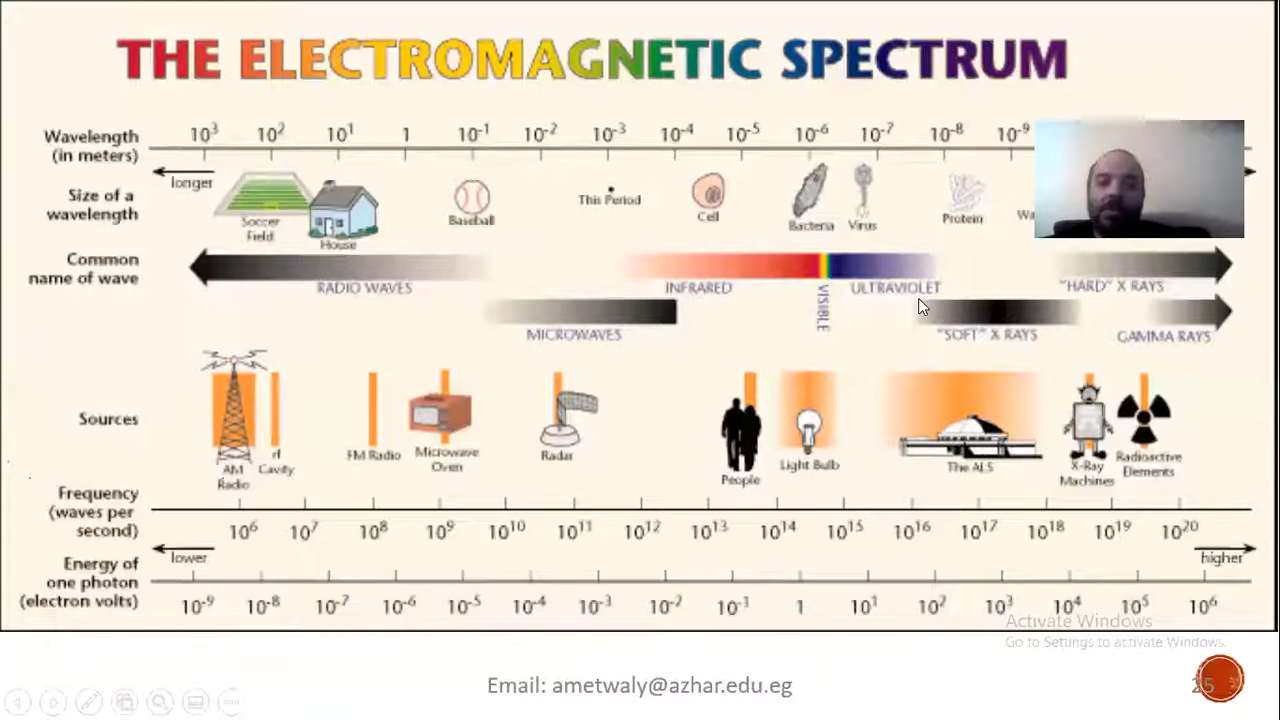 THE ELECTROMAGNETIC SPECTRUM
Wavelength
(in meters)
10³ 10² 10¹ 1 10⁻¹ 10⁻² 10⁻³ 10⁻⁴ 10⁻⁵ 10⁻⁶ 10⁻⁷ 10⁻⁸ 10⁻⁹
longer
Size of a
wavelength
Soccer
Field
House
Baseball
This Period
Cell
Bacteria
Virus
Protein
Common
name of wave
RADIO WAVES
INFRARED
VISIBLE
ULTRAVIOLET
"HARD" X RAYS
MICROWAVES
"SOFT" X RAYS
GAMMA RAYS
Sources
AM
Radio
rf
Cavity
FM Radio
Microwave
Oven
Radar
People
Light Bulb
The ALS
X-Ray
Machines
Radioactive
Elements
Frequency
(waves per
second)
10⁶ 10⁷ 10⁸ 10⁹ 10¹⁰ 10¹¹ 10¹² 10¹³ 10¹⁴ 10¹⁵ 10¹⁶ 10¹⁷ 10¹⁸ 10¹⁹ 10²⁰
lower
higher
Energy of
one photon
(electron volts)
10⁻⁹ 10⁻⁸ 10⁻⁷ 10⁻⁶ 10⁻⁵ 10⁻⁴ 10⁻³ 10⁻² 10⁻¹ 1 10¹ 10² 10³ 10⁴ 10⁵ 10⁶
Activate Windows
Go to Settings to activate Windows.
Email: ametwaly@azhar.edu.eg
25